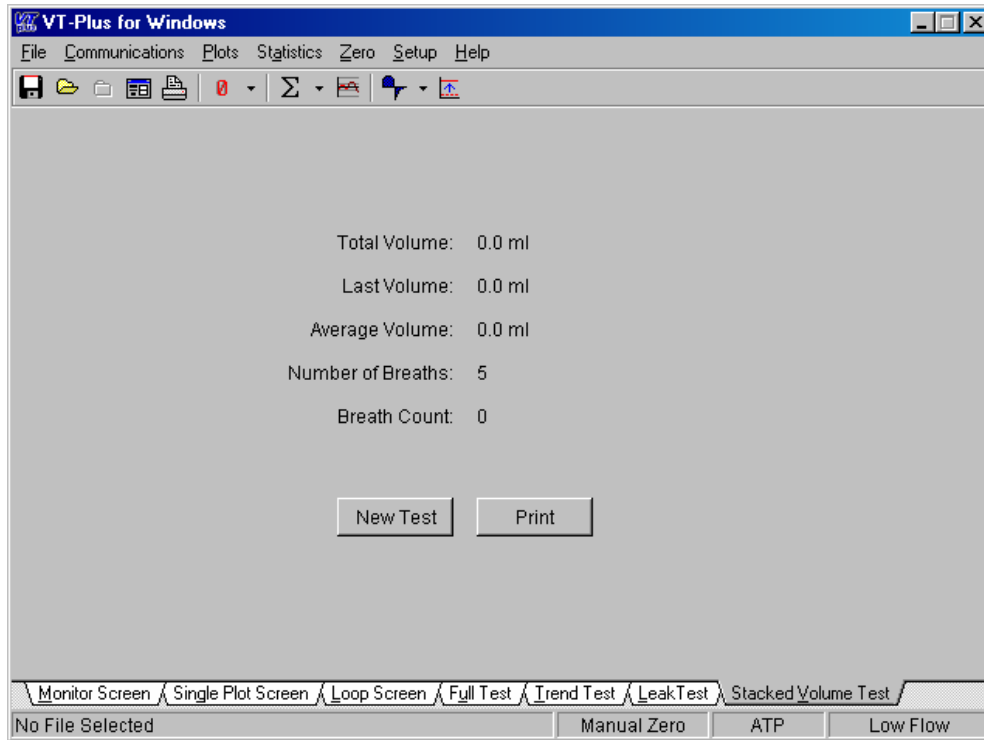 VT-Plus for Windows
File Communications Plots Statistics Zero Setup Help
0 Σ
Total Volume: 0.0 ml
Last Volume: 0.0 ml
Average Volume: 0.0 ml
Number of Breaths: 5
Breath Count: 0
New Test Print
Monitor Screen Single Plot Screen Loop Screen Full Test Trend Test LeakTest Stacked Volume Test
No File Selected Manual Zero ATP Low Flow